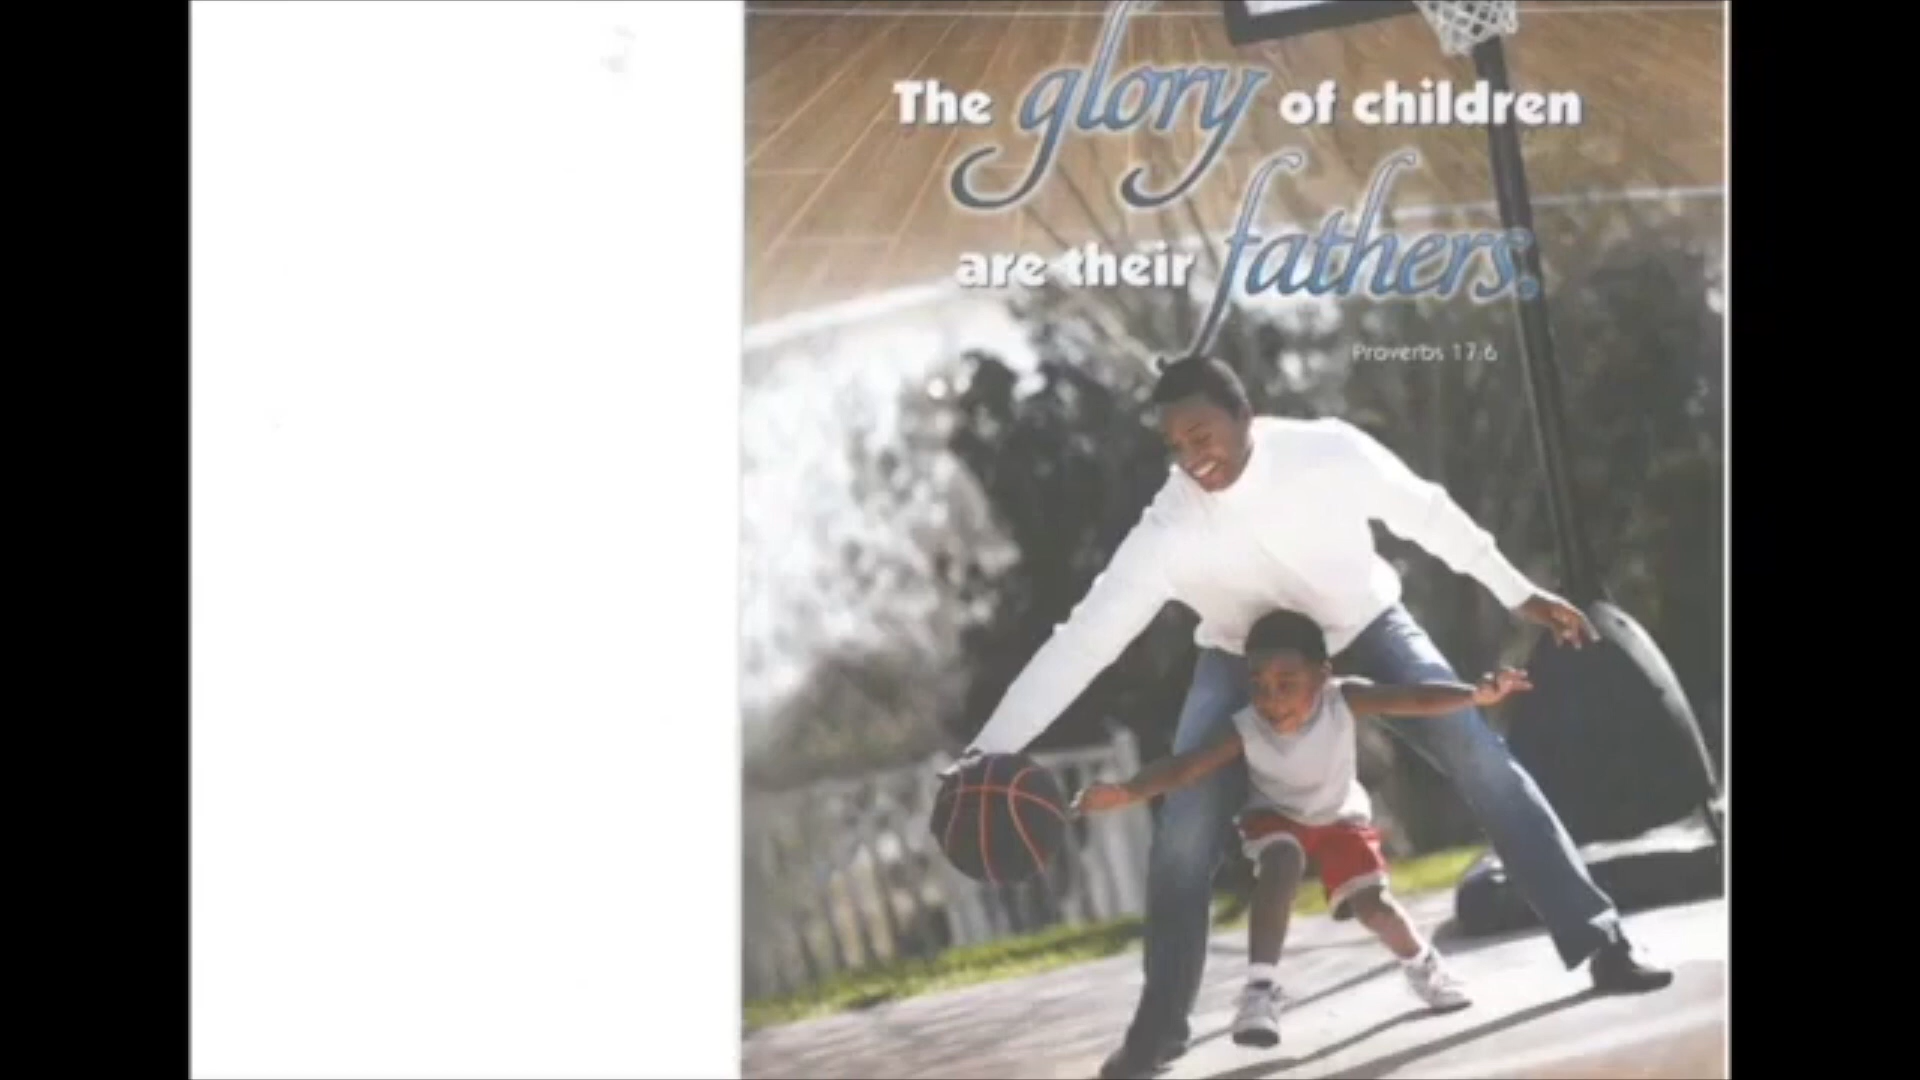 The glory of children
are their fathers.
Proverbs 17.6